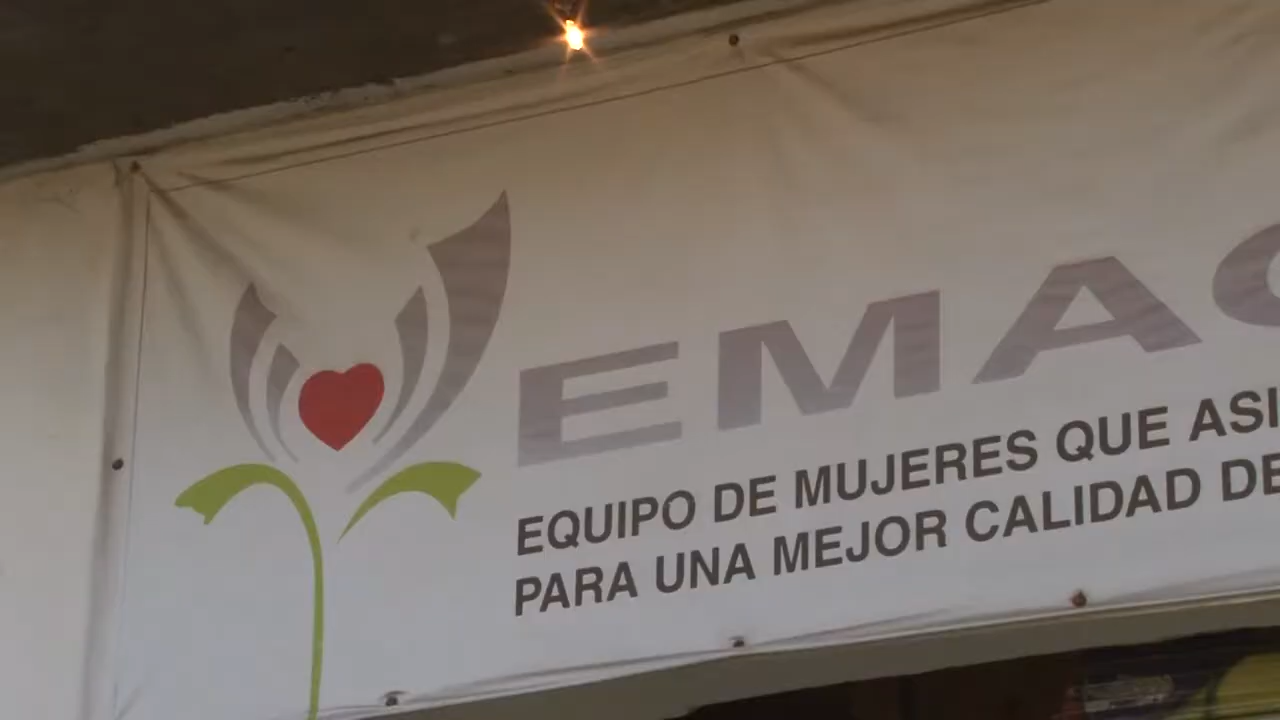 EMA
EQUIPO DE MUJERES QUE ASI
PARA UNA MEJOR CALIDAD DE